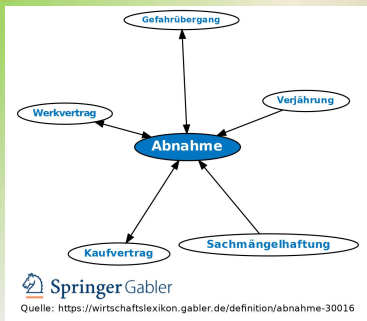 Gefahrübergang
Verjährung
Werkvertrag
Abnahme
Sachmängelhaftung
Kaufvertrag
Springer Gabler
Quelle: https://wirtschaftslexikon.gabler.de/definition/abnahme-30016